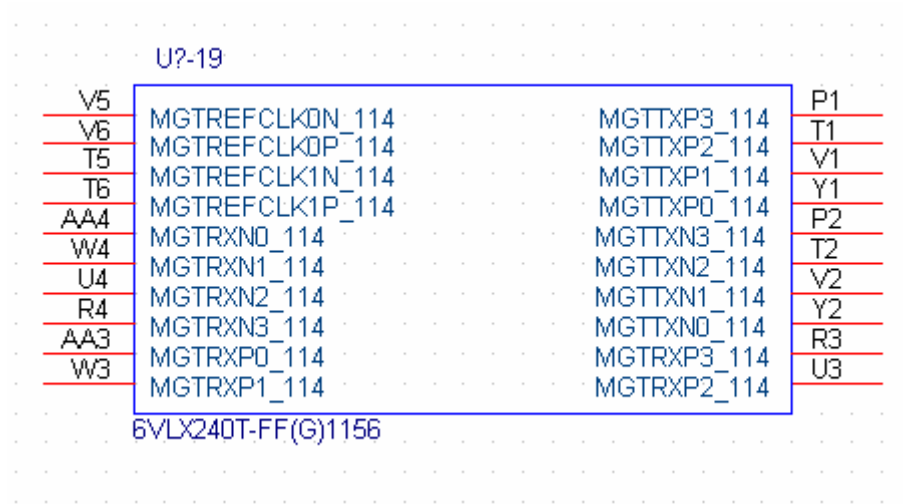 U?-19
V5 MGTREFCLK0N_114 MGTTXP3_114 P1
V6 MGTREFCLK0P_114 MGTTXP2_114 T1
T5 MGTREFCLK1N_114 MGTTXP1_114 V1
T6 MGTREFCLK1P_114 MGTTXP0_114 Y1
AA4 MGTRXN0_114 MGTTXN3_114 P2
W4 MGTRXN1_114 MGTTXN2_114 T2
U4 MGTRXN2_114 MGTTXN1_114 V2
R4 MGTRXN3_114 MGTTXN0_114 Y2
AA3 MGTRXP0_114 MGTRXP3_114 R3
W3 MGTRXP1_114 MGTRXP2_114 U3
6VLX240T-FF(G)1156